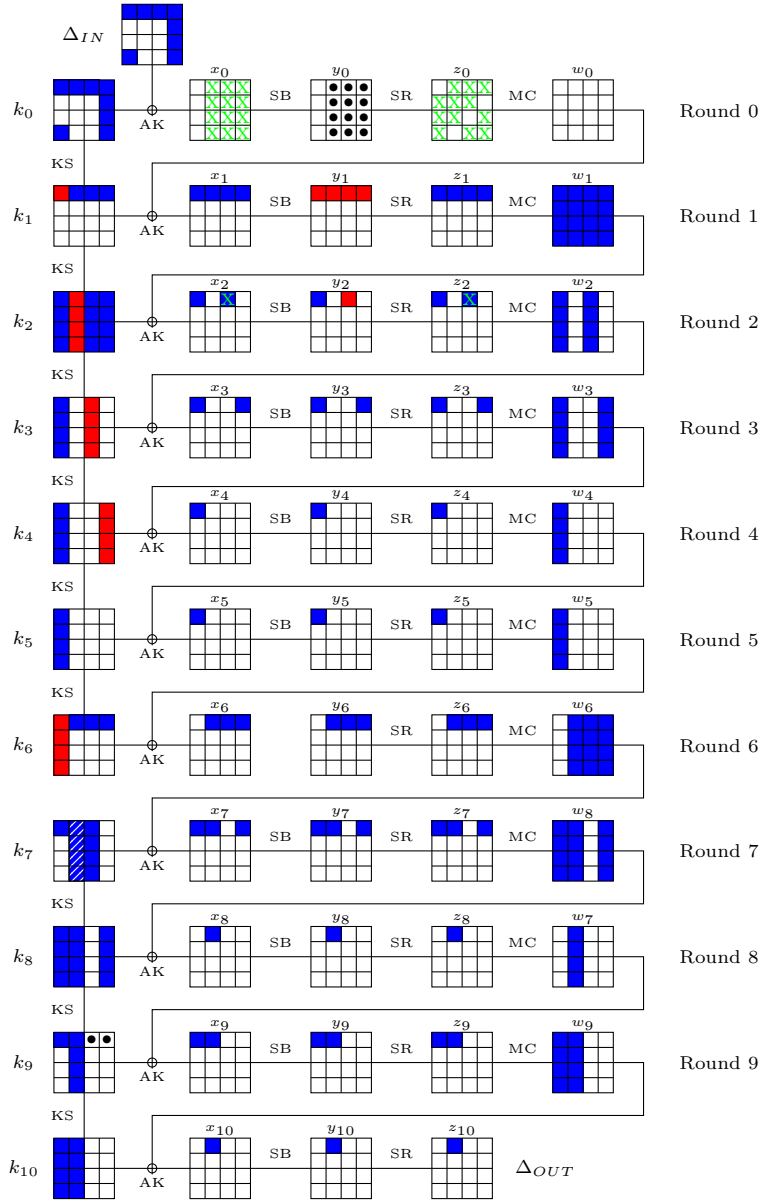 Δ_IN
x_0 y_0 z_0 w_0
k_0 AK SB SR MC Round 0
KS
x_1 y_1 z_1 w_1
k_1 AK SB SR MC Round 1
KS
x_2 y_2 z_2 w_2
k_2 AK SB SR MC Round 2
KS
x_3 y_3 z_3 w_3
k_3 AK SB SR MC Round 3
KS
x_4 y_4 z_4 w_4
k_4 AK SB SR MC Round 4
KS
x_5 y_5 z_5 w_5
k_5 AK SB SR MC Round 5
KS
x_6 y_6 z_6 w_6
k_6 AK SB SR MC Round 6
KS
x_7 y_7 z_7 w_8
k_7 AK SB SR MC Round 7
KS
x_8 y_8 z_8 w_7
k_8 AK SB SR MC Round 8
KS
x_9 y_9 z_9 w_9
k_9 AK SB SR MC Round 9
KS
x_10 y_10 z_10
k_10 AK SB SR Δ_OUT